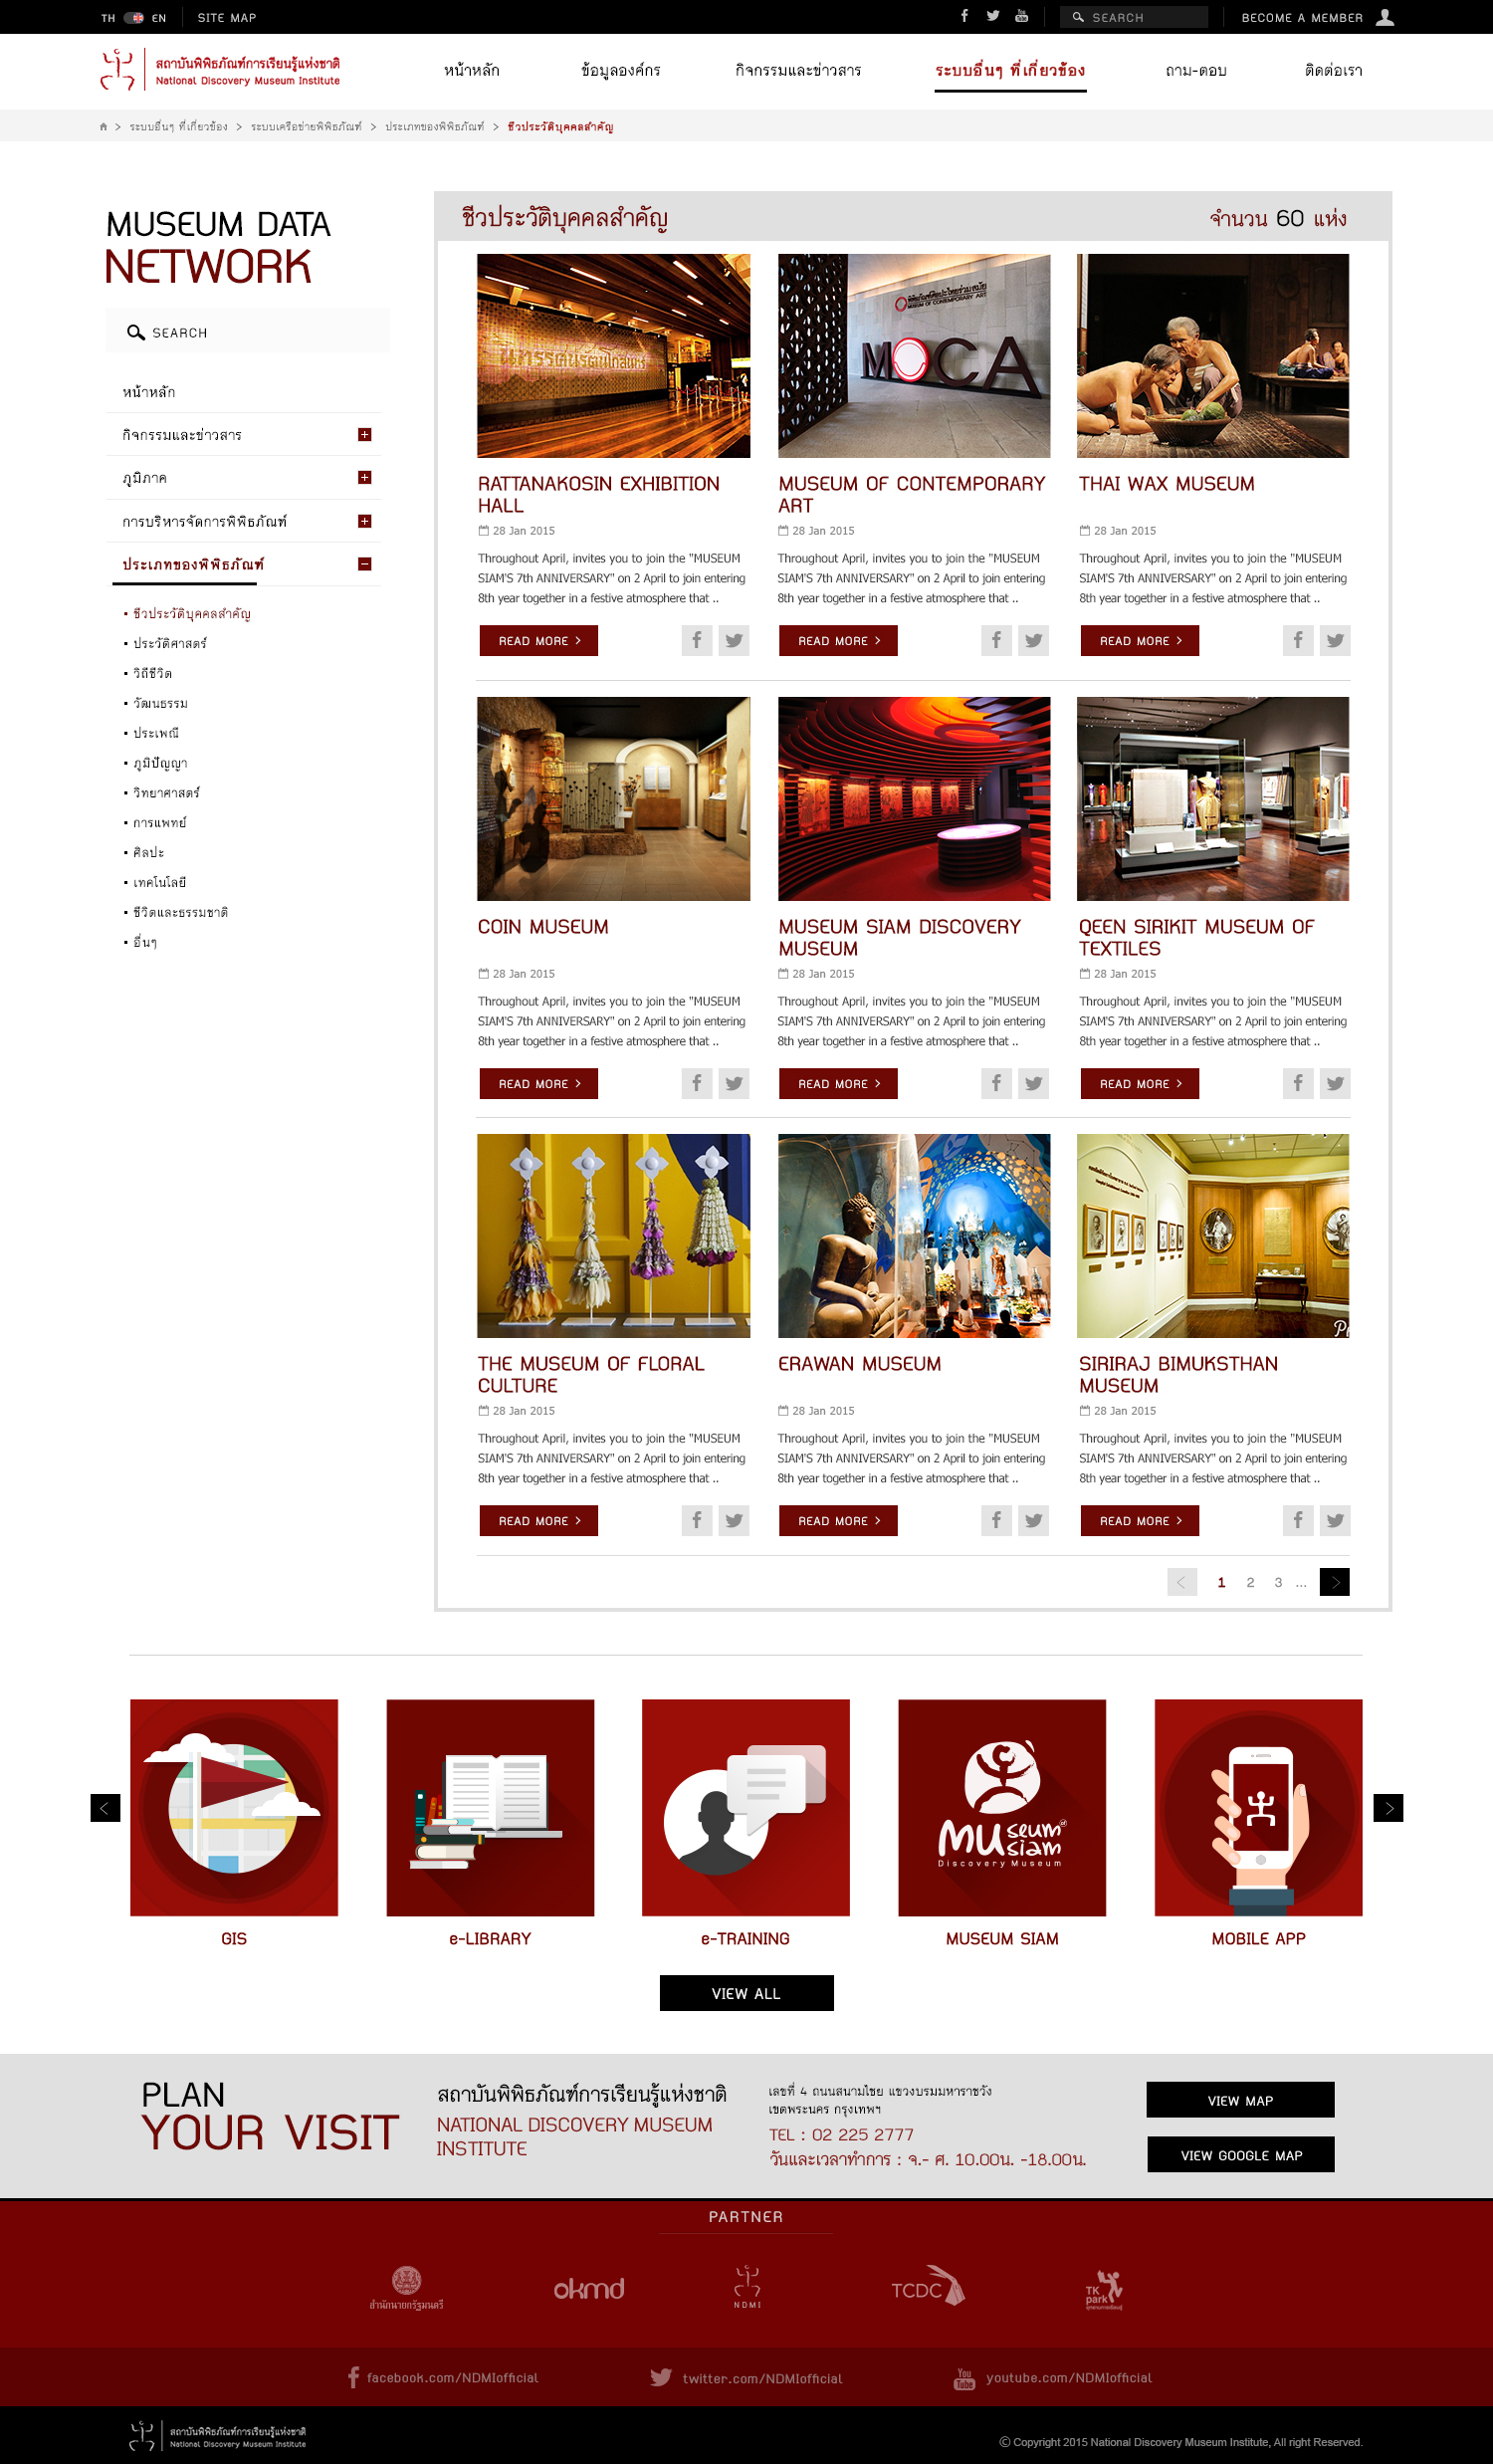 TH EN SITE MAP SEARCH BECOME A MEMBER
สถาบันพิพิธภัณฑ์การเรียนรู้แห่งชาติ
National Discovery Museum Institute
หน้าหลัก ข้อมูลองค์กร กิจกรรมและข่าวสาร ระบบอื่นๆ ที่เกี่ยวข้อง ถาม-ตอบ ติดต่อเรา
> ระบบอื่นๆ ที่เกี่ยวข้อง > ระบบเครือข่ายพิพิธภัณฑ์ > ประเภทของพิพิธภัณฑ์ > ชีวประวัติบุคคลสำคัญ
MUSEUM DATA
NETWORK
SEARCH
หน้าหลัก
กิจกรรมและข่าวสาร
ภูมิภาค
การบริหารจัดการพิพิธภัณฑ์
ประเภทของพิพิธภัณฑ์
ชีวประวัติบุคคลสำคัญ
ประวัติศาสตร์
วิถีชีวิต
วัฒนธรรม
ประเพณี
ภูมิปัญญา
วิทยาศาสตร์
การแพทย์
ศิลปะ
เทคโนโลยี
ชีวิตและธรรมชาติ
อื่นๆ
ชีวประวัติบุคคลสำคัญ จำนวน 60 แห่ง
MUSEUM OF CONTEMPORARY ART
MOCA
RATTANAKOSIN EXHIBITION
HALL
28 Jan 2015
Throughout April, invites you to join the "MUSEUM
SIAM'S 7th ANNIVERSARY" on 2 April to join entering
8th year together in a festive atmosphere that ..
READ MORE >
MUSEUM OF CONTEMPORARY
ART
28 Jan 2015
Throughout April, invites you to join the "MUSEUM
SIAM'S 7th ANNIVERSARY" on 2 April to join entering
8th year together in a festive atmosphere that ..
READ MORE >
THAI WAX MUSEUM
28 Jan 2015
Throughout April, invites you to join the "MUSEUM
SIAM'S 7th ANNIVERSARY" on 2 April to join entering
8th year together in a festive atmosphere that ..
READ MORE >
COIN MUSEUM
28 Jan 2015
Throughout April, invites you to join the "MUSEUM
SIAM'S 7th ANNIVERSARY" on 2 April to join entering
8th year together in a festive atmosphere that ..
READ MORE >
MUSEUM SIAM DISCOVERY
MUSEUM
28 Jan 2015
Throughout April, invites you to join the "MUSEUM
SIAM'S 7th ANNIVERSARY" on 2 April to join entering
8th year together in a festive atmosphere that ..
READ MORE >
QEEN SIRIKIT MUSEUM OF
TEXTILES
28 Jan 2015
Throughout April, invites you to join the "MUSEUM
SIAM'S 7th ANNIVERSARY" on 2 April to join entering
8th year together in a festive atmosphere that ..
READ MORE >
THE MUSEUM OF FLORAL
CULTURE
28 Jan 2015
Throughout April, invites you to join the "MUSEUM
SIAM'S 7th ANNIVERSARY" on 2 April to join entering
8th year together in a festive atmosphere that ..
READ MORE >
ERAWAN MUSEUM
28 Jan 2015
Throughout April, invites you to join the "MUSEUM
SIAM'S 7th ANNIVERSARY" on 2 April to join entering
8th year together in a festive atmosphere that ..
READ MORE >
SIRIRAJ BIMUKSTHAN
MUSEUM
28 Jan 2015
Throughout April, invites you to join the "MUSEUM
SIAM'S 7th ANNIVERSARY" on 2 April to join entering
8th year together in a festive atmosphere that ..
READ MORE >
< 1 2 3 ... >
museum siam
Discovery Museum
GIS e-LIBRARY e-TRAINING MUSEUM SIAM MOBILE APP
VIEW ALL
PLAN
YOUR VISIT
สถาบันพิพิธภัณฑ์การเรียนรู้แห่งชาติ
NATIONAL DISCOVERY MUSEUM
INSTITUTE
เลขที่ 4 ถนนสนามไชย แขวงบรมมหาราชวัง
เขตพระนคร กรุงเทพฯ
TEL : 02 225 2777
วันและเวลาทำการ : จ.- ศ. 10.00น. -18.00น.
VIEW MAP
VIEW GOOGLE MAP
PARTNER
สำนักนายกรัฐมนตรี
okmd
NDMI
TCDC
TK
park
อุทยานการเรียนรู้
facebook.com/NDMIofficial twitter.com/NDMIofficial youtube.com/NDMIofficial
สถาบันพิพิธภัณฑ์การเรียนรู้แห่งชาติ
National Discovery Museum Institute
© Copyright 2015 National Discovery Museum Institute, All right Reserved.